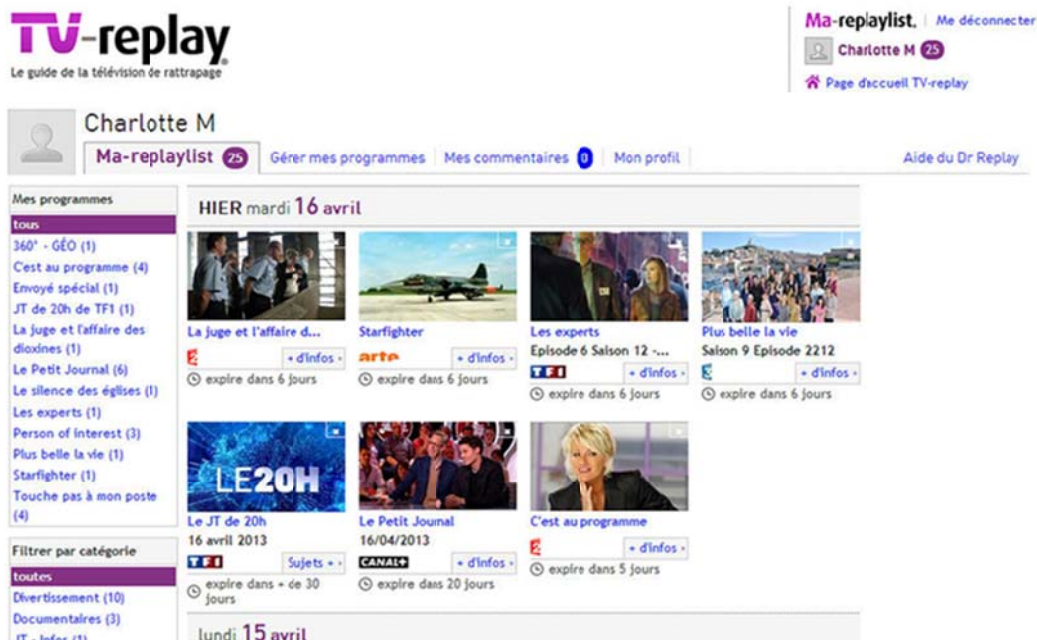 TV-replay
Le guide de la télévision de rattrapage
Ma-replaylist. Me déconnecter
Charlotte M 25
Page d'accueil TV-replay
Charlotte M
Ma-replaylist 25 Gérer mes programmes Mes commentaires 0 Mon profil Aide du Dr Replay
Mes programmes
tous
360° - GÉO (1)
C'est au programme (4)
Envoyé spécial (1)
JT de 20h de TF1 (1)
La juge et l'affaire des
dioxines (1)
Le Petit Journal (6)
Le silence des églises (1)
Les experts (1)
Person of interest (3)
Plus belle la vie (1)
Starfighter (1)
Touche pas à mon poste
(4)
Filtrer par catégorie
toutes
Divertissement (10)
Documentaires (3)
JT - Infos (1)
HIER mardi 16 avril
La juge et l'affaire d...
2 + d'infos
expire dans 6 jours
Starfighter
arte + d'infos
expire dans 6 jours
Les experts
Episode 6 Saison 12 -...
TF1 + d'infos
expire dans 6 jours
Plus belle la vie
Saison 9 Episode 2212
3 + d'infos
expire dans 6 jours
LE20H
Le JT de 20h
16 avril 2013
TF1 Sujets +
expire dans + de 30
jours
Le Petit Journal
16/04/2013
CANAL+ + d'infos
expire dans 20 jours
C'est au programme
2 + d'infos
expire dans 5 jours
lundi 15 avril